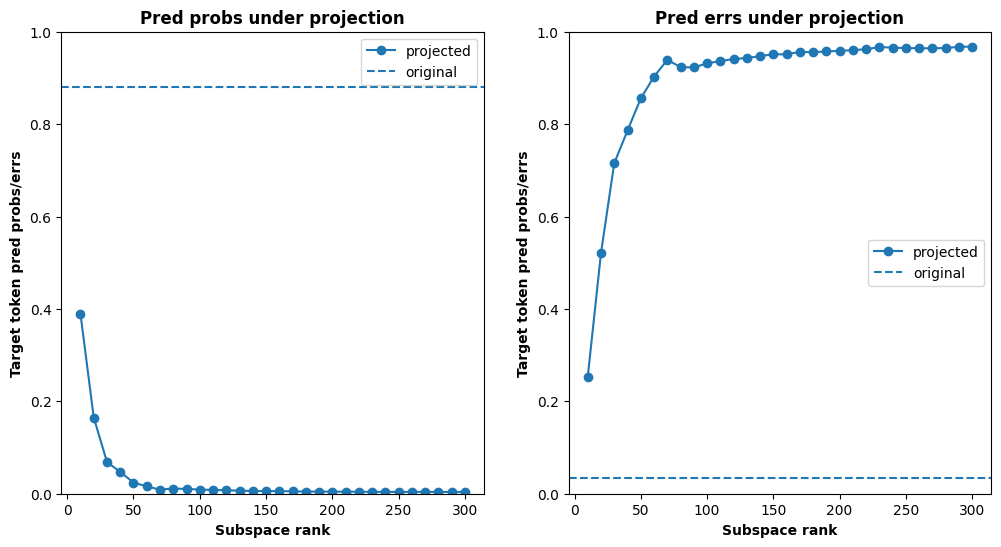 Pred probs under projection
Target token pred probs/errs
1.0
0.8
0.6
0.4
0.2
0.0
projected
original
0
50
100
150
200
250
300
Subspace rank
Pred errs under projection
Target token pred probs/errs
1.0
0.8
0.6
0.4
0.2
0.0
projected
original
0
50
100
150
200
250
300
Subspace rank